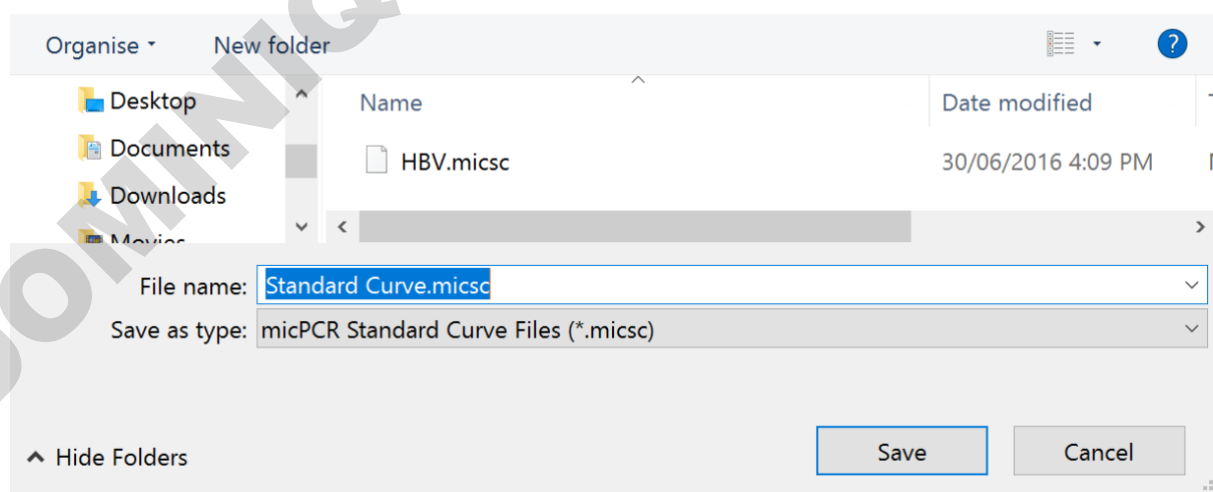 Organise New folder ?
Desktop Name Date modified
Documents HBV.micsc 30/06/2016 4:09 PM
Downloads
Movies
File name: Standard Curve.micsc
Save as type: micPCR Standard Curve Files (*.micsc)
Hide Folders Save Cancel